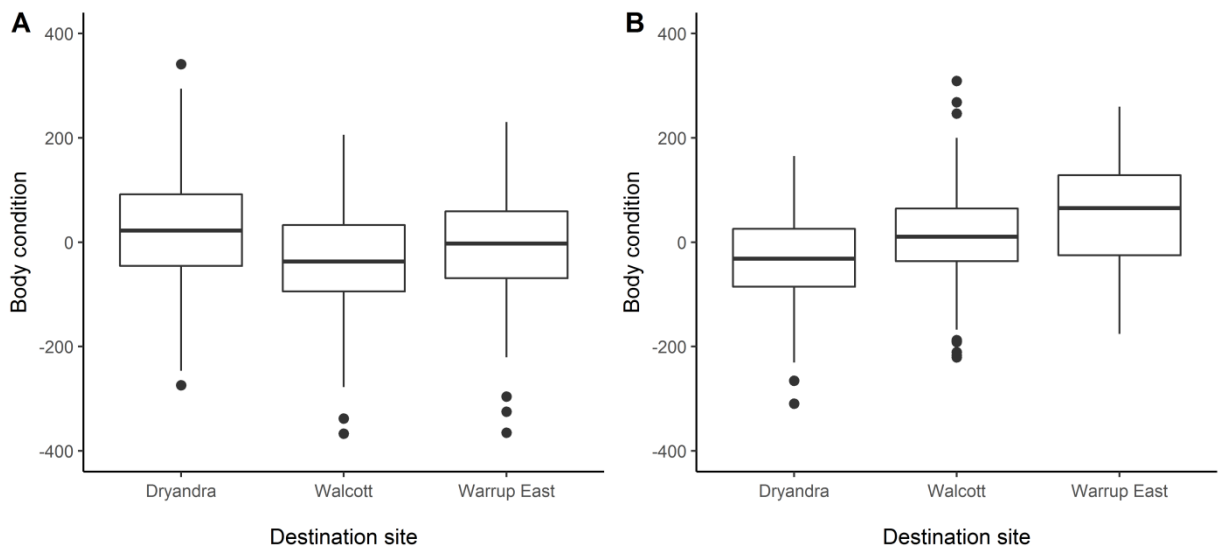 A
400
200
0
-200
-400
Body condition
Dryandra
Walcott
Warrup East
Destination site
B
400
200
0
-200
-400
Body condition
Dryandra
Walcott
Warrup East
Destination site